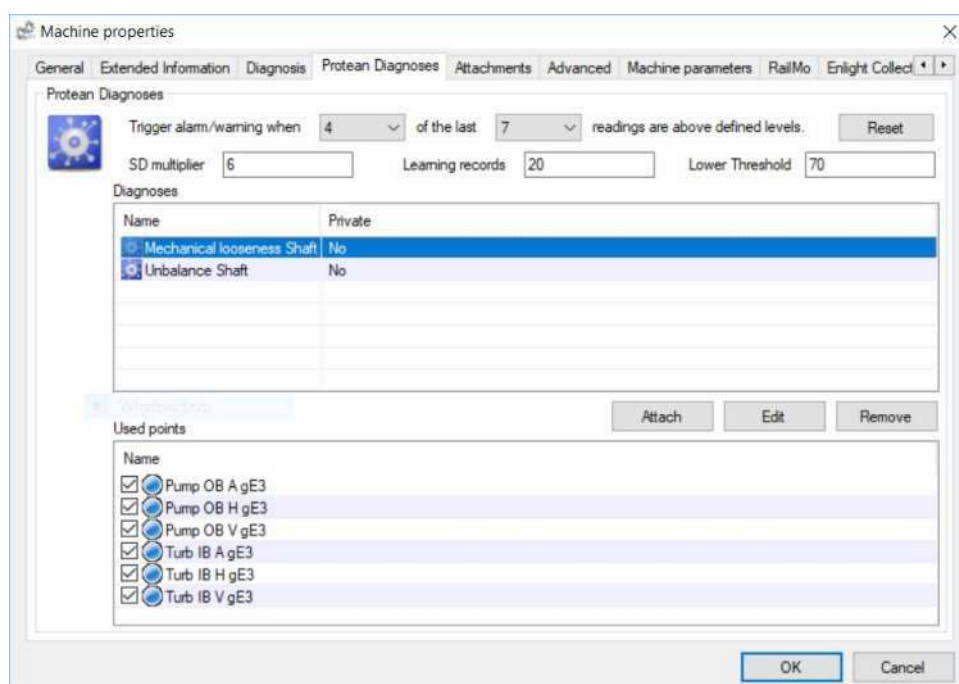 Machine properties
General Extended Information Diagnosis Protean Diagnoses Attachments Advanced Machine parameters RailMo Enlight Collect
Protean Diagnoses
Trigger alarm/warning when 4 of the last 7 readings are above defined levels. Reset
SD multiplier 6 Learning records 20 Lower Threshold 70
Diagnoses
Name Private
Mechanical looseness Shaft No
Unbalance Shaft No
Attach Edit Remove
Used points
Name
Pump OB A gE3
Pump OB H gE3
Pump OB V gE3
Turb IB A gE3
Turb IB H gE3
Turb IB V gE3
OK Cancel